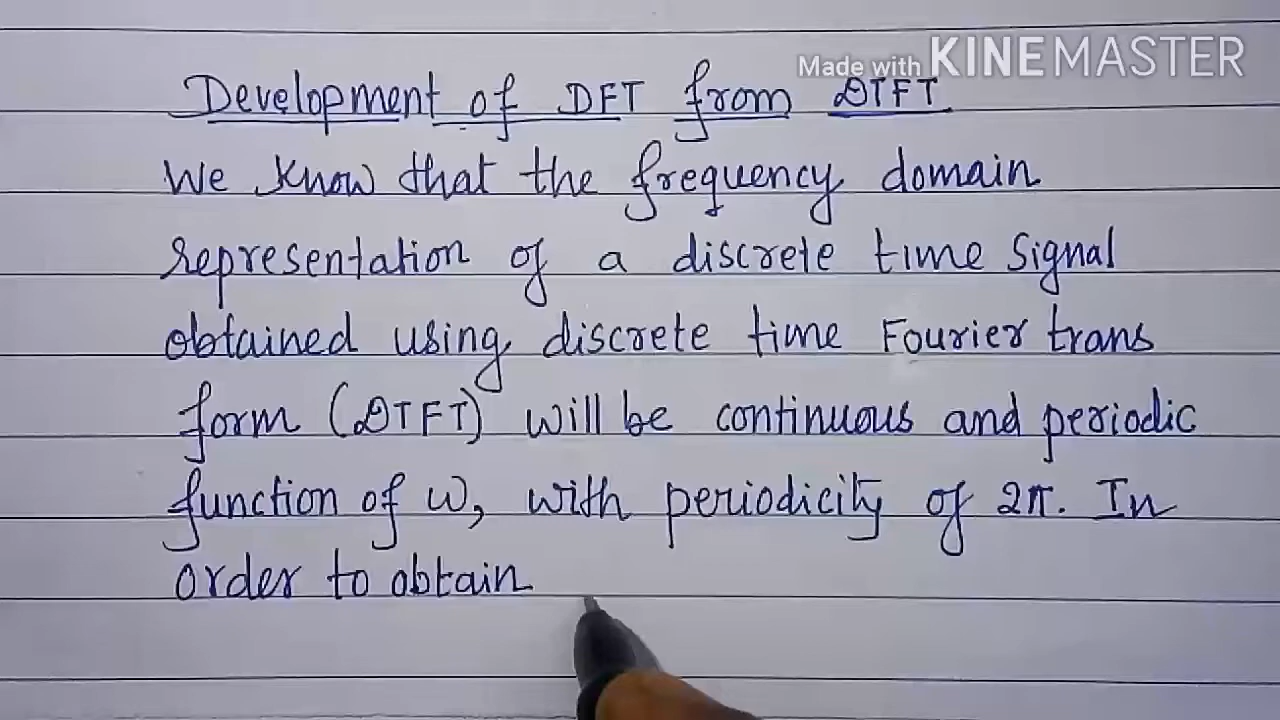 Made with KINEMASTER
Development of DFT from DTFT
We know that the frequency domain
representation of a discrete time signal
obtained using discrete time Fourier trans
form (DTFT) will be continuous and periodic
function of ω, with periodicity of 2π. In
order to obtain